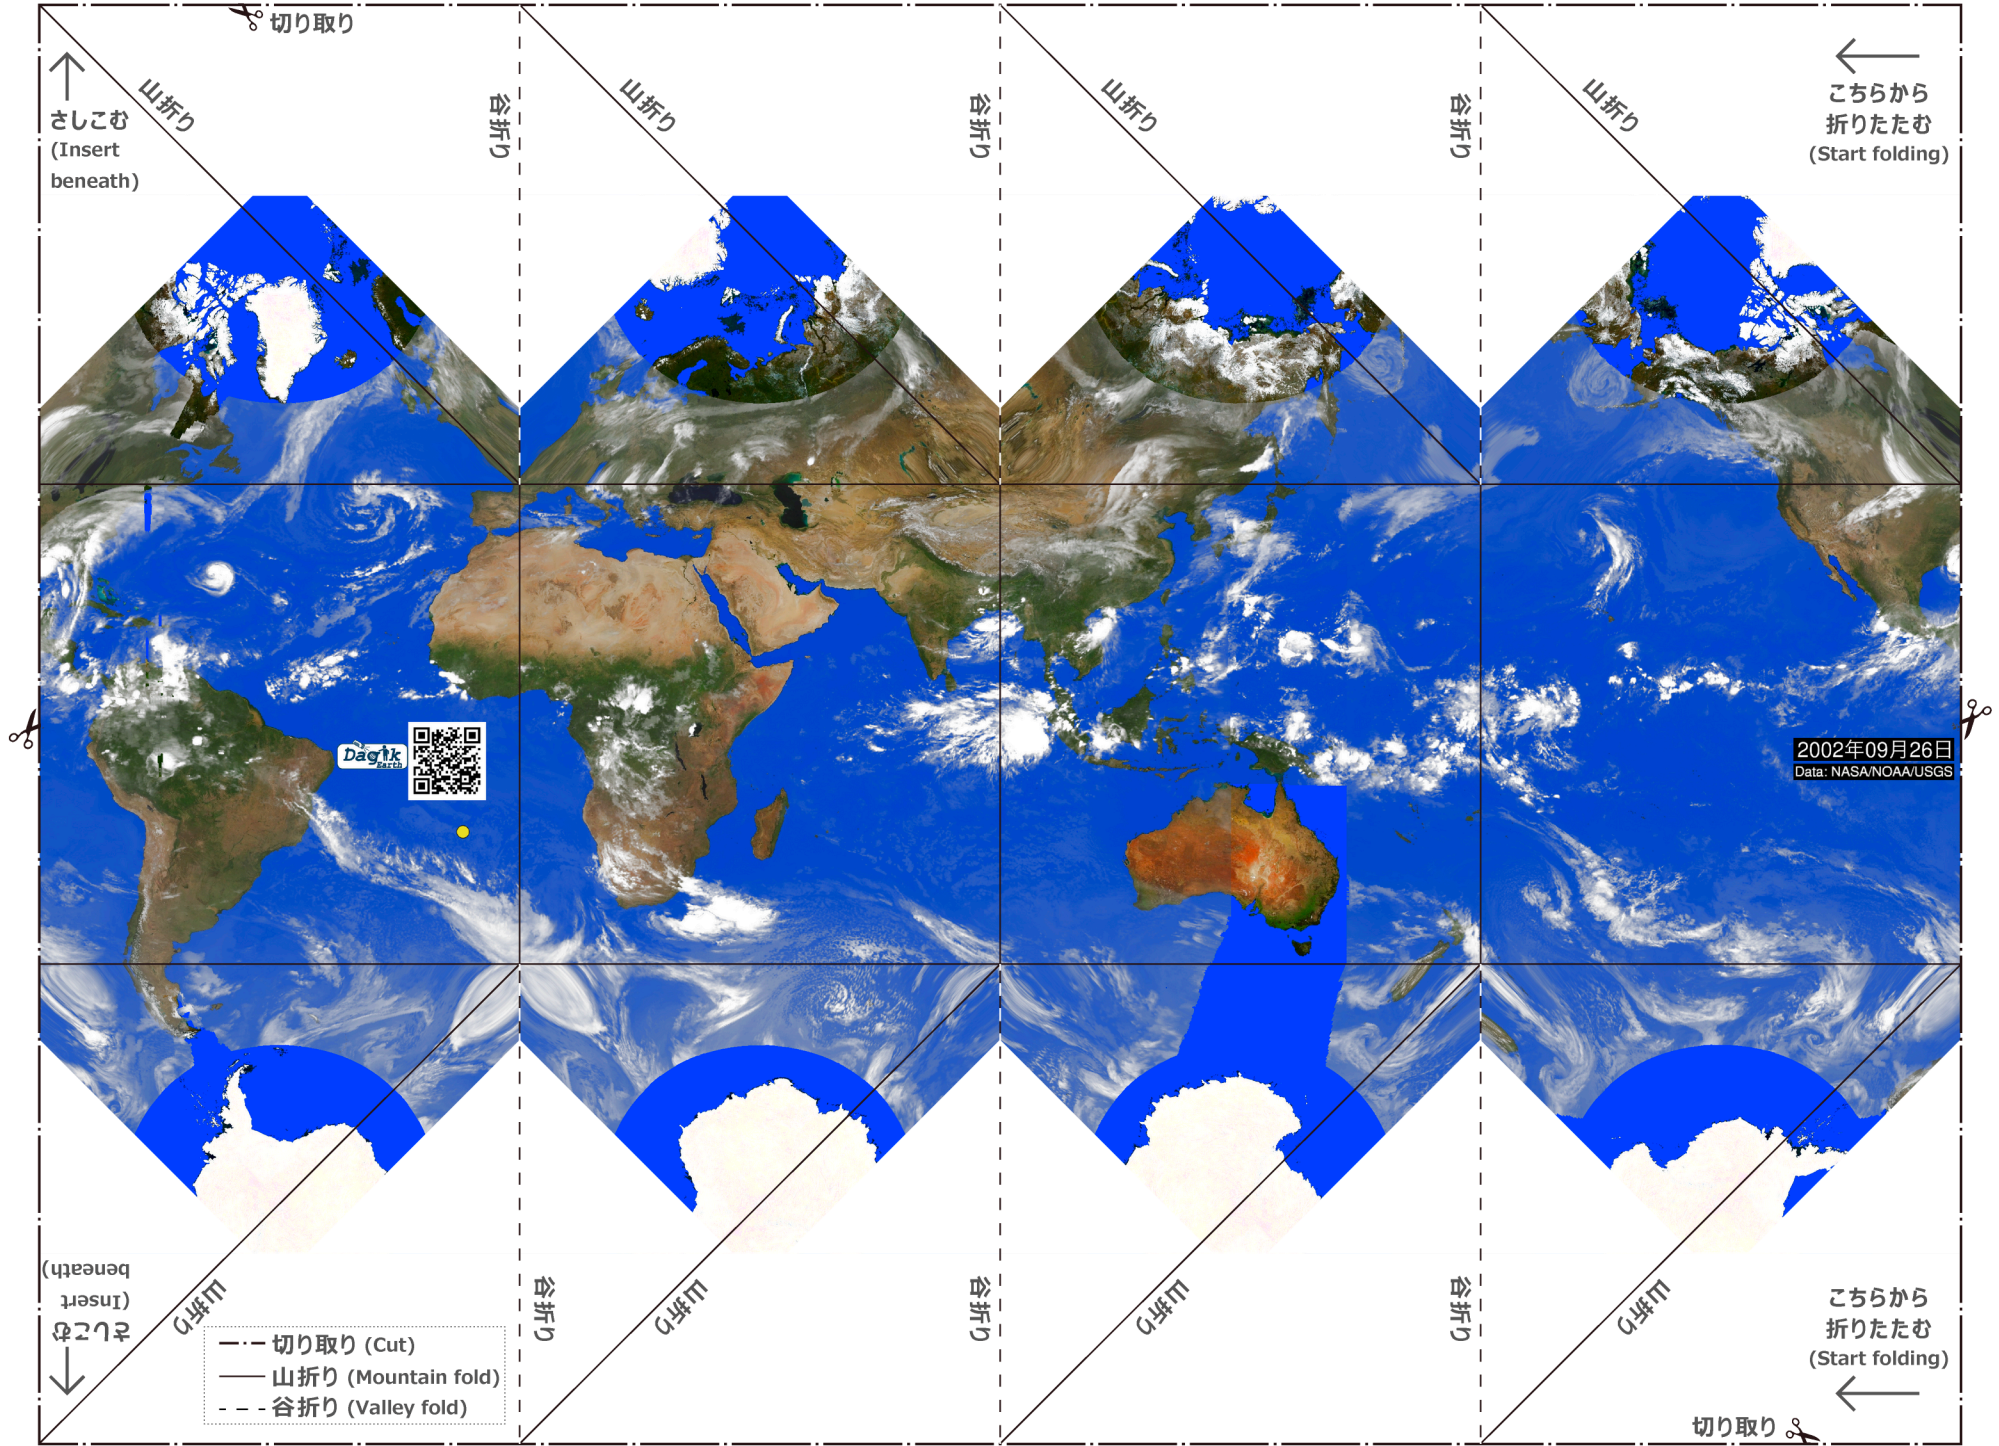 切り取り
さしこむ
(Insert
beneath)
山折り
谷折り
山折り
谷折り
山折り
谷折り
山折り
こちらから
折りたたむ
(Start folding)
Dagik
Earth
2002年09月26日
Data: NASA/NOAA/USGS
さしこむ
(Insert
beneath)
山折り
谷折り
山折り
谷折り
山折り
谷折り
山折り
こちらから
折りたたむ
(Start folding)
切り取り (Cut)
山折り (Mountain fold)
谷折り (Valley fold)
切り取り